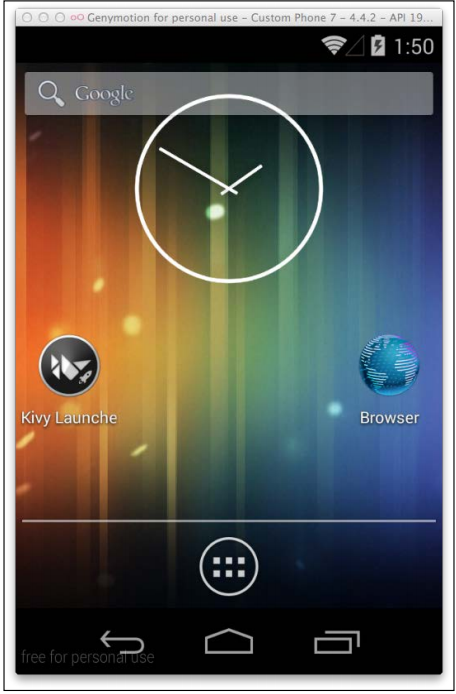 Genymotion for personal use - Custom Phone 7 - 4.4.2 - API 19...
1:50
Google
Kivy Launche
Browser
free for personal use